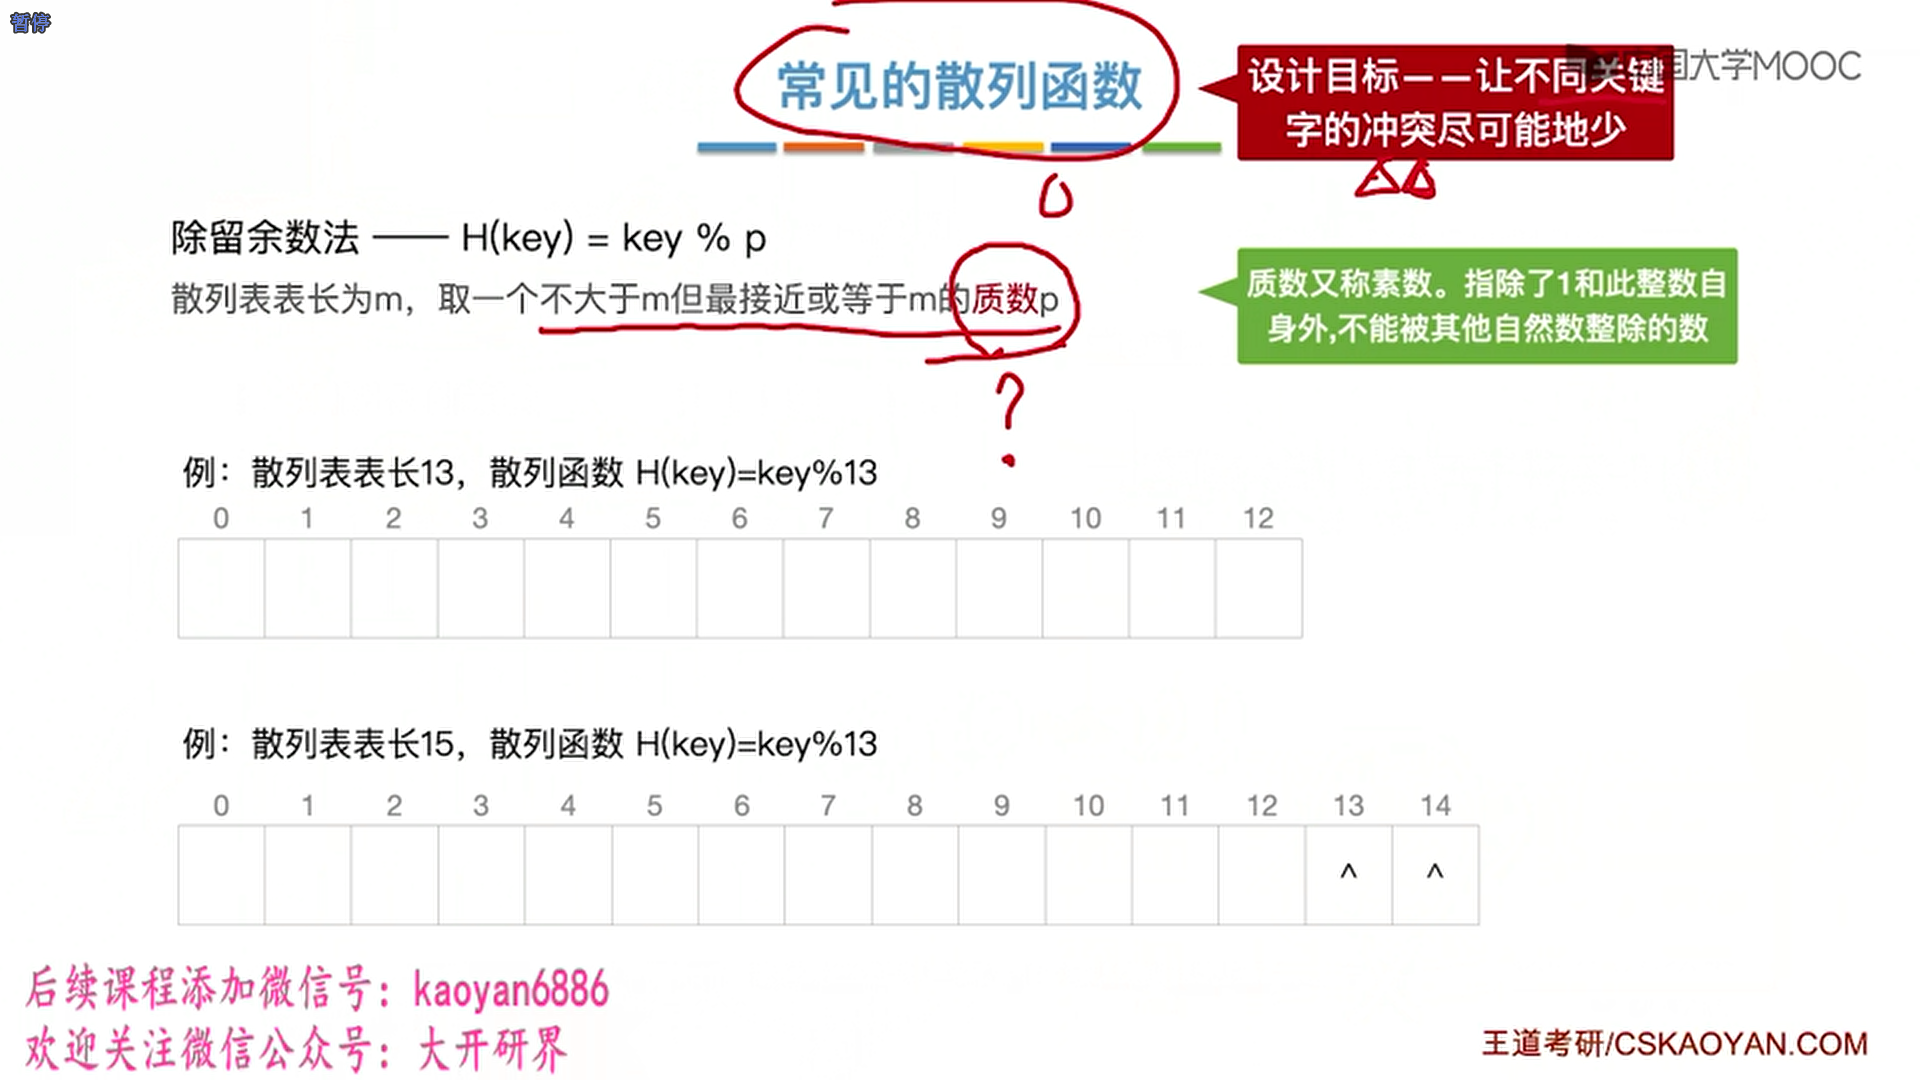 暂停
常见的散列函数
设计目标——让不同关键
字的冲突尽可能地少
国大学MOOC
除留余数法 —— H(key) = key % p
散列表表长为m，取一个不大于m但最接近或等于m的质数p
质数又称素数。指除了1和此整数自
身外,不能被其他自然数整除的数
?
例：散列表表长13，散列函数 H(key)=key%13
0 1 2 3 4 5 6 7 8 9 10 11 12
例：散列表表长15，散列函数 H(key)=key%13
0 1 2 3 4 5 6 7 8 9 10 11 12 13 14
^ ^
后续课程添加微信号：kaoyan6886
欢迎关注微信公众号：大开研界
王道考研/CSKAOYAN.COM